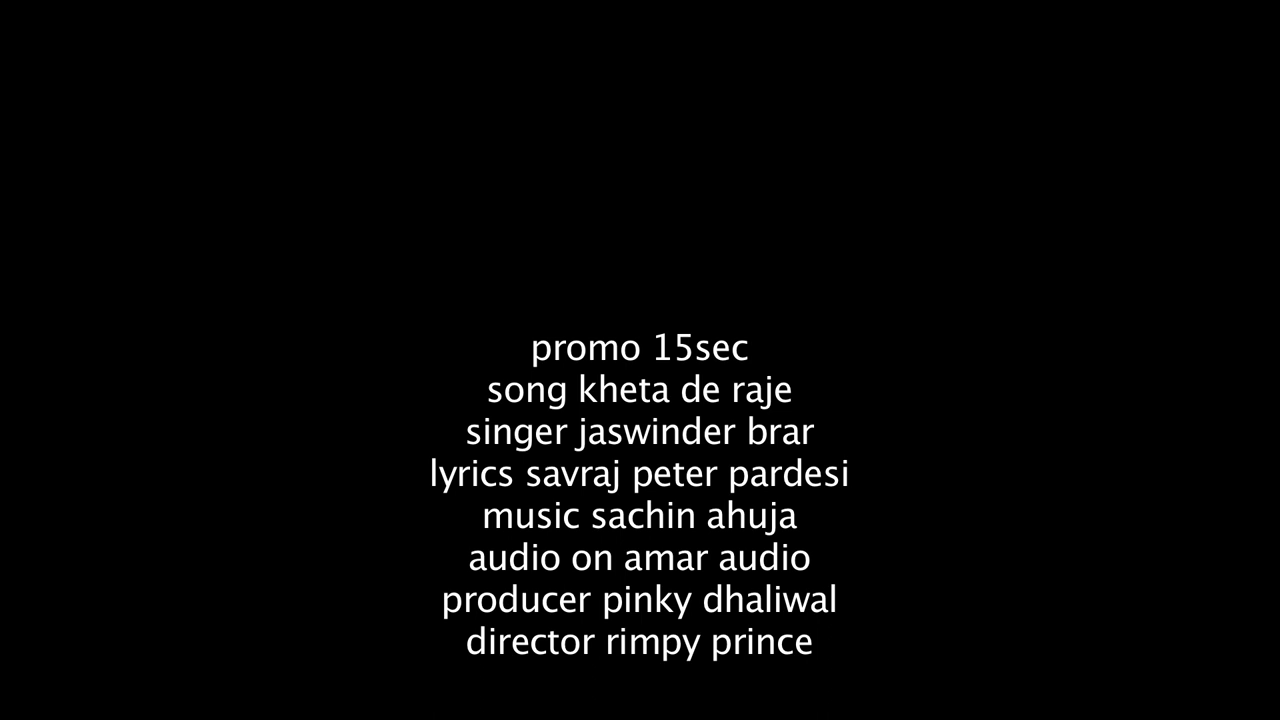 promo 15sec
song kheta de raje
singer jaswinder brar
lyrics savraj peter pardesi
music sachin ahuja
audio on amar audio
producer pinky dhaliwal
director rimpy prince